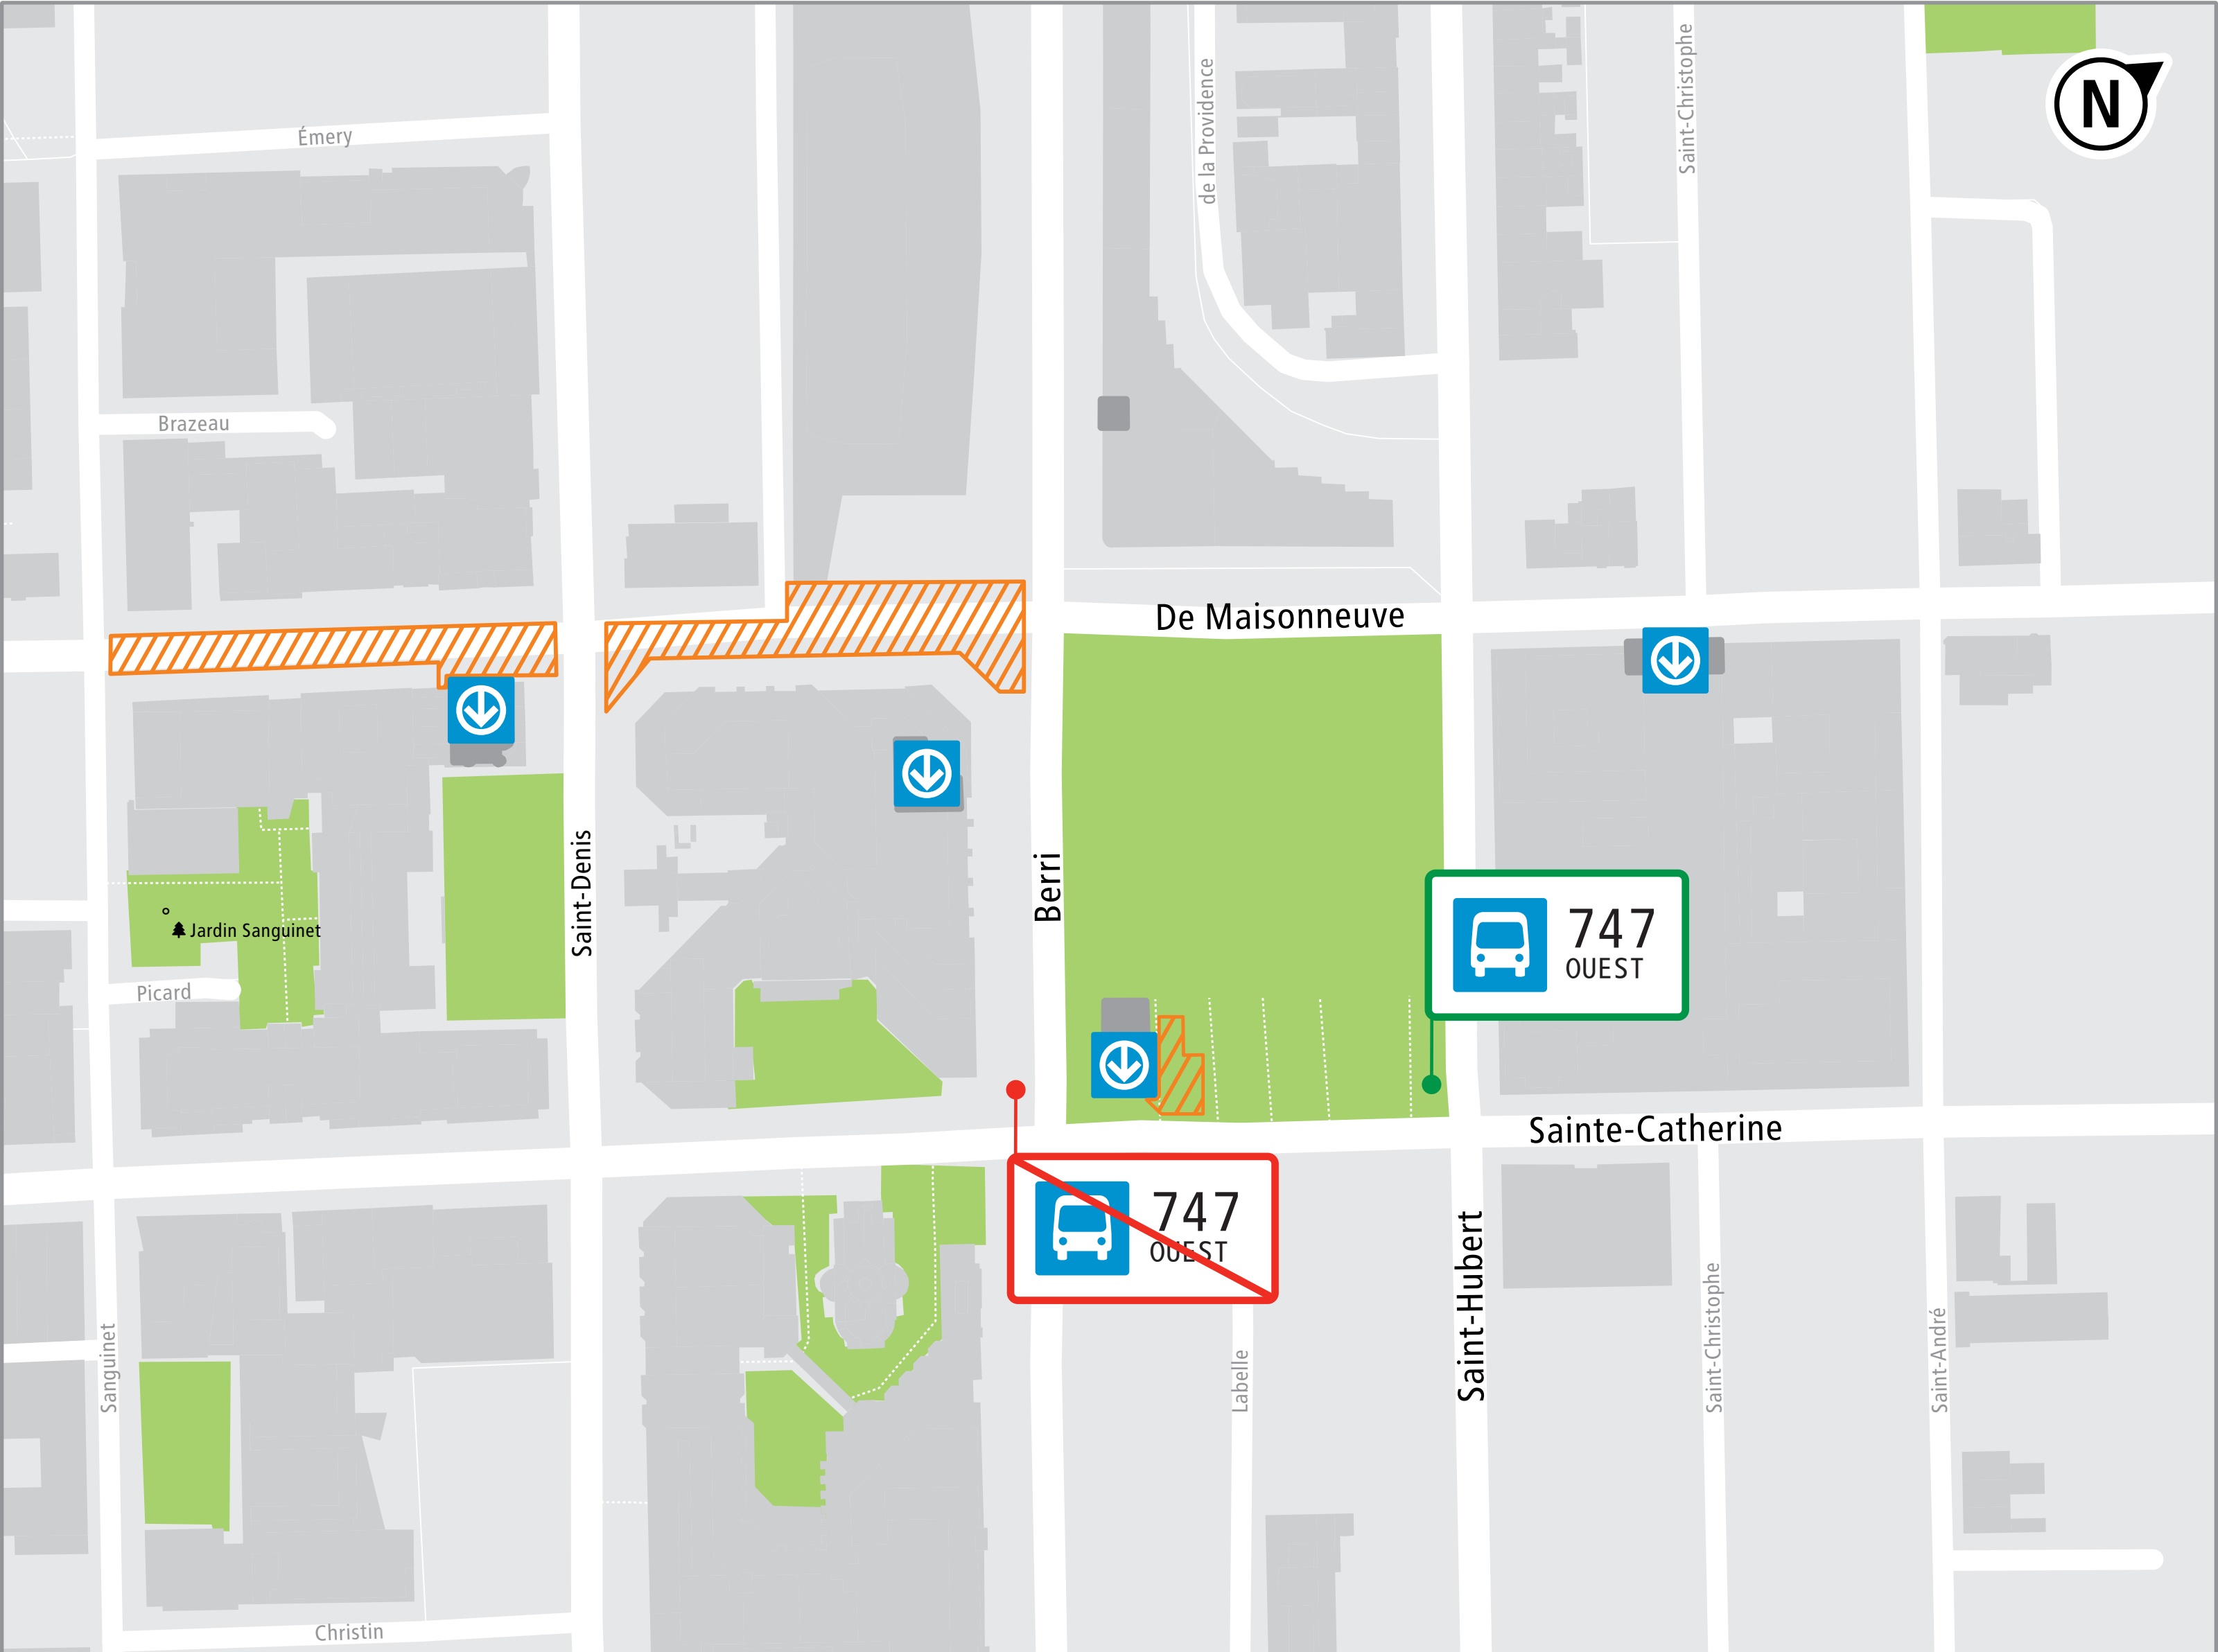 Saint-Christophe
de la Providence
N
Émery
Brazeau
De Maisonneuve
Saint-Denis
Berri
Jardin Sanguinet
747
OUEST
Picard
Sainte-Catherine
747
OUEST
Saint-Hubert
Sanguinet
Labelle
Saint-Christophe
Saint-André
Christin